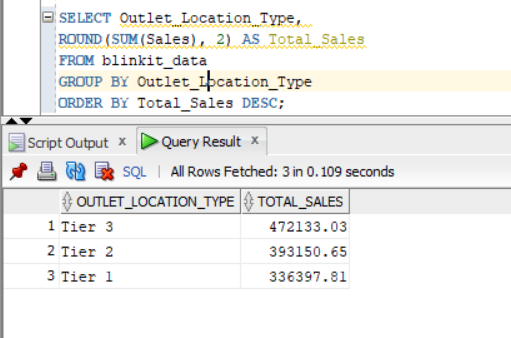 SELECT Outlet_Location_Type,
ROUND(SUM(Sales), 2) AS Total_Sales
FROM blinkit_data
GROUP BY Outlet_Location_Type
ORDER BY Total_Sales DESC;
Script Output x Query Result x
SQL | All Rows Fetched: 3 in 0.109 seconds
OUTLET_LOCATION_TYPE TOTAL_SALES
1 Tier 3 472133.03
2 Tier 2 393150.65
3 Tier 1 336397.81